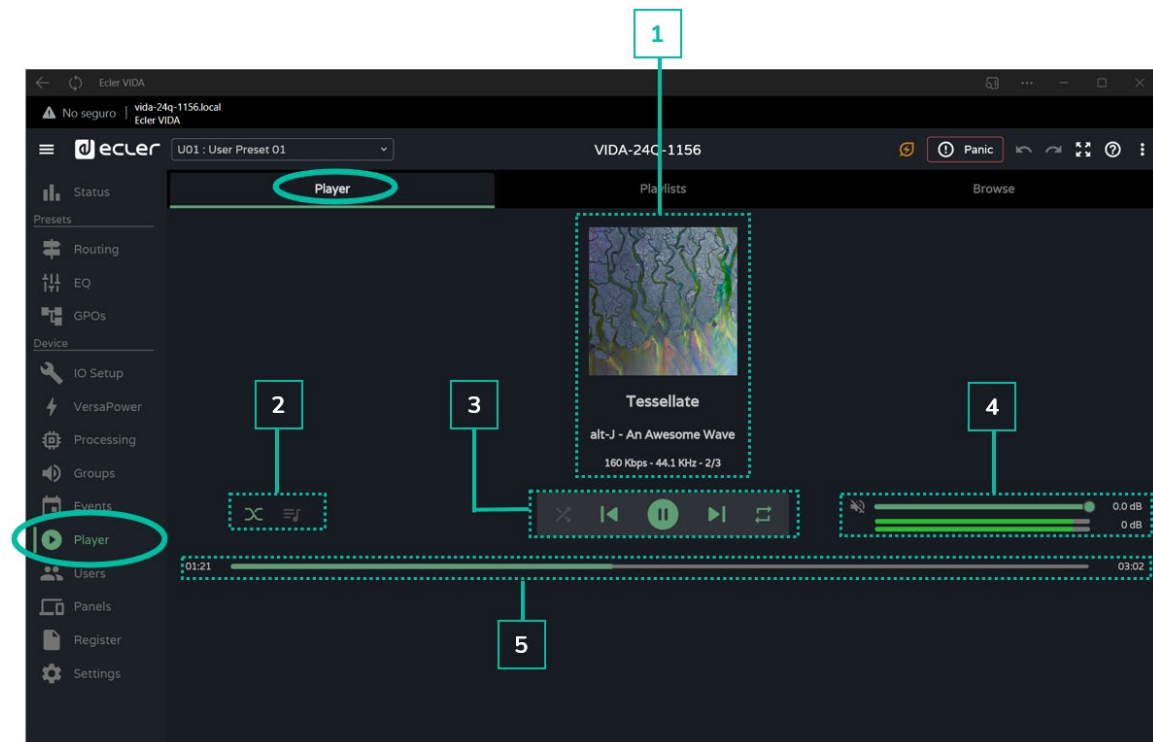 1
Ecler VIDA
No seguro | vida-24q-1156.local
Ecler VIDA
ecler
U01 : User Preset 01
VIDA-24Q-1156
Panic
Status
Player
Playlists
Browse
Presets
Routing
EQ
GPOs
Device
IO Setup
VersaPower
Processing
Groups
Events
Player
Users
Panels
Register
Settings
2
3
4
Tessellate
alt-J - An Awesome Wave
160 Kbps - 44.1 KHz - 2/3
0.0 dB
0 dB
01:21
03:02
5